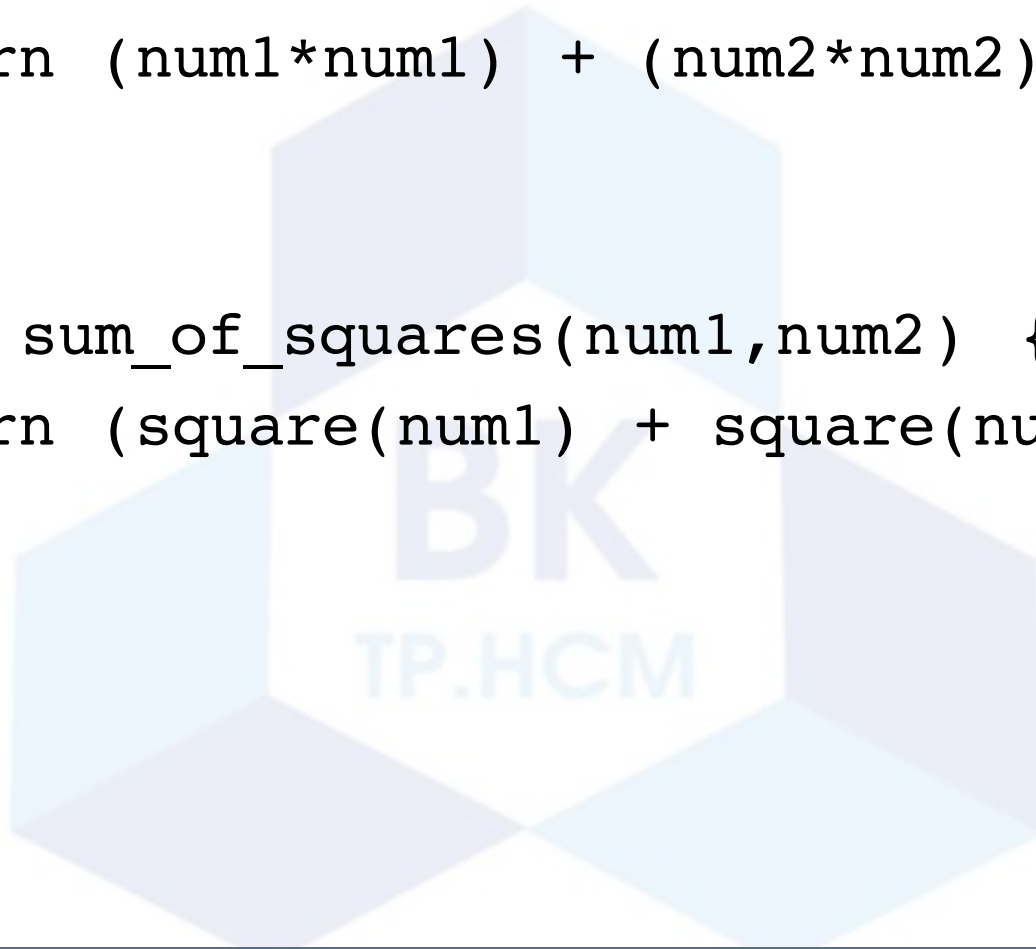 rn (num1*num1) + (num2*num2)
sum_of_squares(num1,num2) {
rn (square(num1) + square(nu
BK
TP.HCM